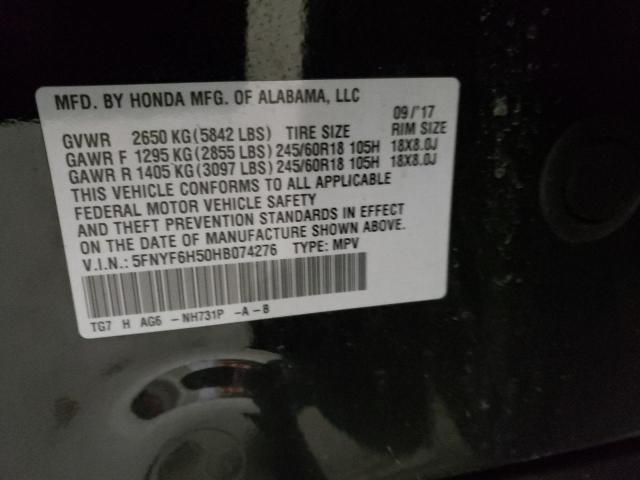 MFD. BY HONDA MFG. OF ALABAMA, LLC
09/'17
GVWR 2650 KG (5842 LBS) TIRE SIZE RIM SIZE
GAWR F 1295 KG (2855 LBS) 245/60R18 105H 18X8.0J
GAWR R 1405 KG (3097 LBS) 245/60R18 105H 18X8.0J
THIS VEHICLE CONFORMS TO ALL APPLICABLE
FEDERAL MOTOR VEHICLE SAFETY
AND THEFT PREVENTION STANDARDS IN EFFECT
ON THE DATE OF MANUFACTURE SHOWN ABOVE.
V.I.N.: 5FNYF6H50HB074276 TYPE: MPV
TG7 H AG6 -NH731P -A-B